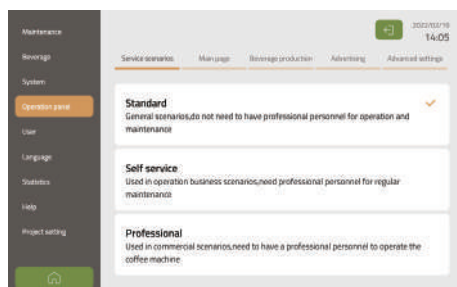 Maintenance
Beverage
System
Operation panel
User
Language
Statistics
Help
Project setting
2022/02/10
14:05
Service scenarios
Main page
Beverage production
Advertising
Advanced settings
Standard
General scenarios,do not need to have professional personnel for operation and
maintenance
Self service
Used in operation business scenarios,need professional personnel for regular
maintenance
Professional
Used in commercial scenarios,need to have a professional personnel to operate the
coffee machine